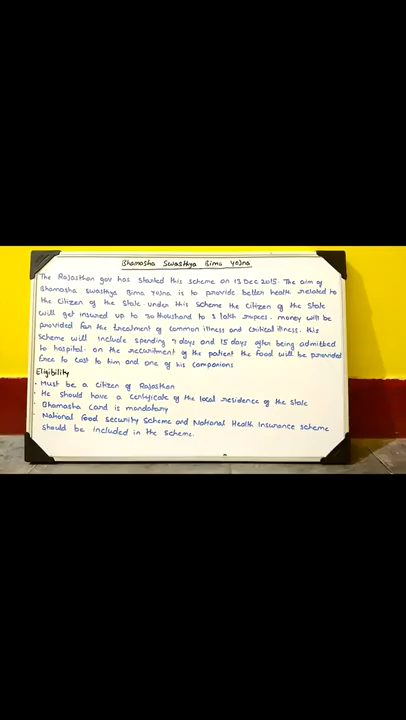 Bhamasha Swasthya Bima Yojna
The Rajasthan gov has started this scheme on 13 Dec 2015. The aim of
Bhamasha Swasthya Bima Yojna is to provide better health related to
the citizen of the State. under this scheme the citizen of the State
will get insured up to 30 thoushand to 3 lakh rupees. money will be
provided for the treatment of common illness and critical illness. this
Scheme will include spending 7 days and 15 days after being admitted
to hospital. on the recruitment of the patient the food will be provided
free to cost to him and one of his companions
Eligibility
• Must be a citizen of Rajasthan
• He should have a certificate of the local residence of the state
• Bhamasha card is mandatory
• National food security scheme and National Health Insurance scheme
should be included in the scheme.